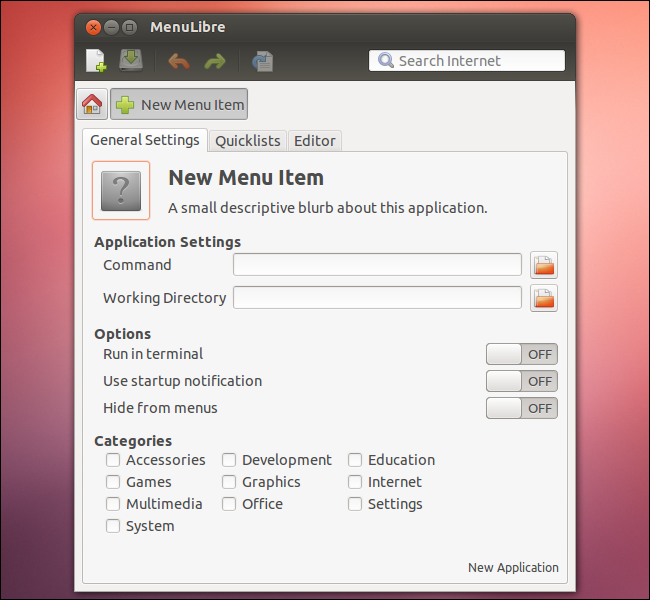 MenuLibre
Search Internet
New Menu Item
General Settings Quicklists Editor
New Menu Item
A small descriptive blurb about this application.
Application Settings
Command
Working Directory
Options
Run in terminal OFF
Use startup notification OFF
Hide from menus OFF
Categories
Accessories Development Education
Games Graphics Internet
Multimedia Office Settings
System
New Application